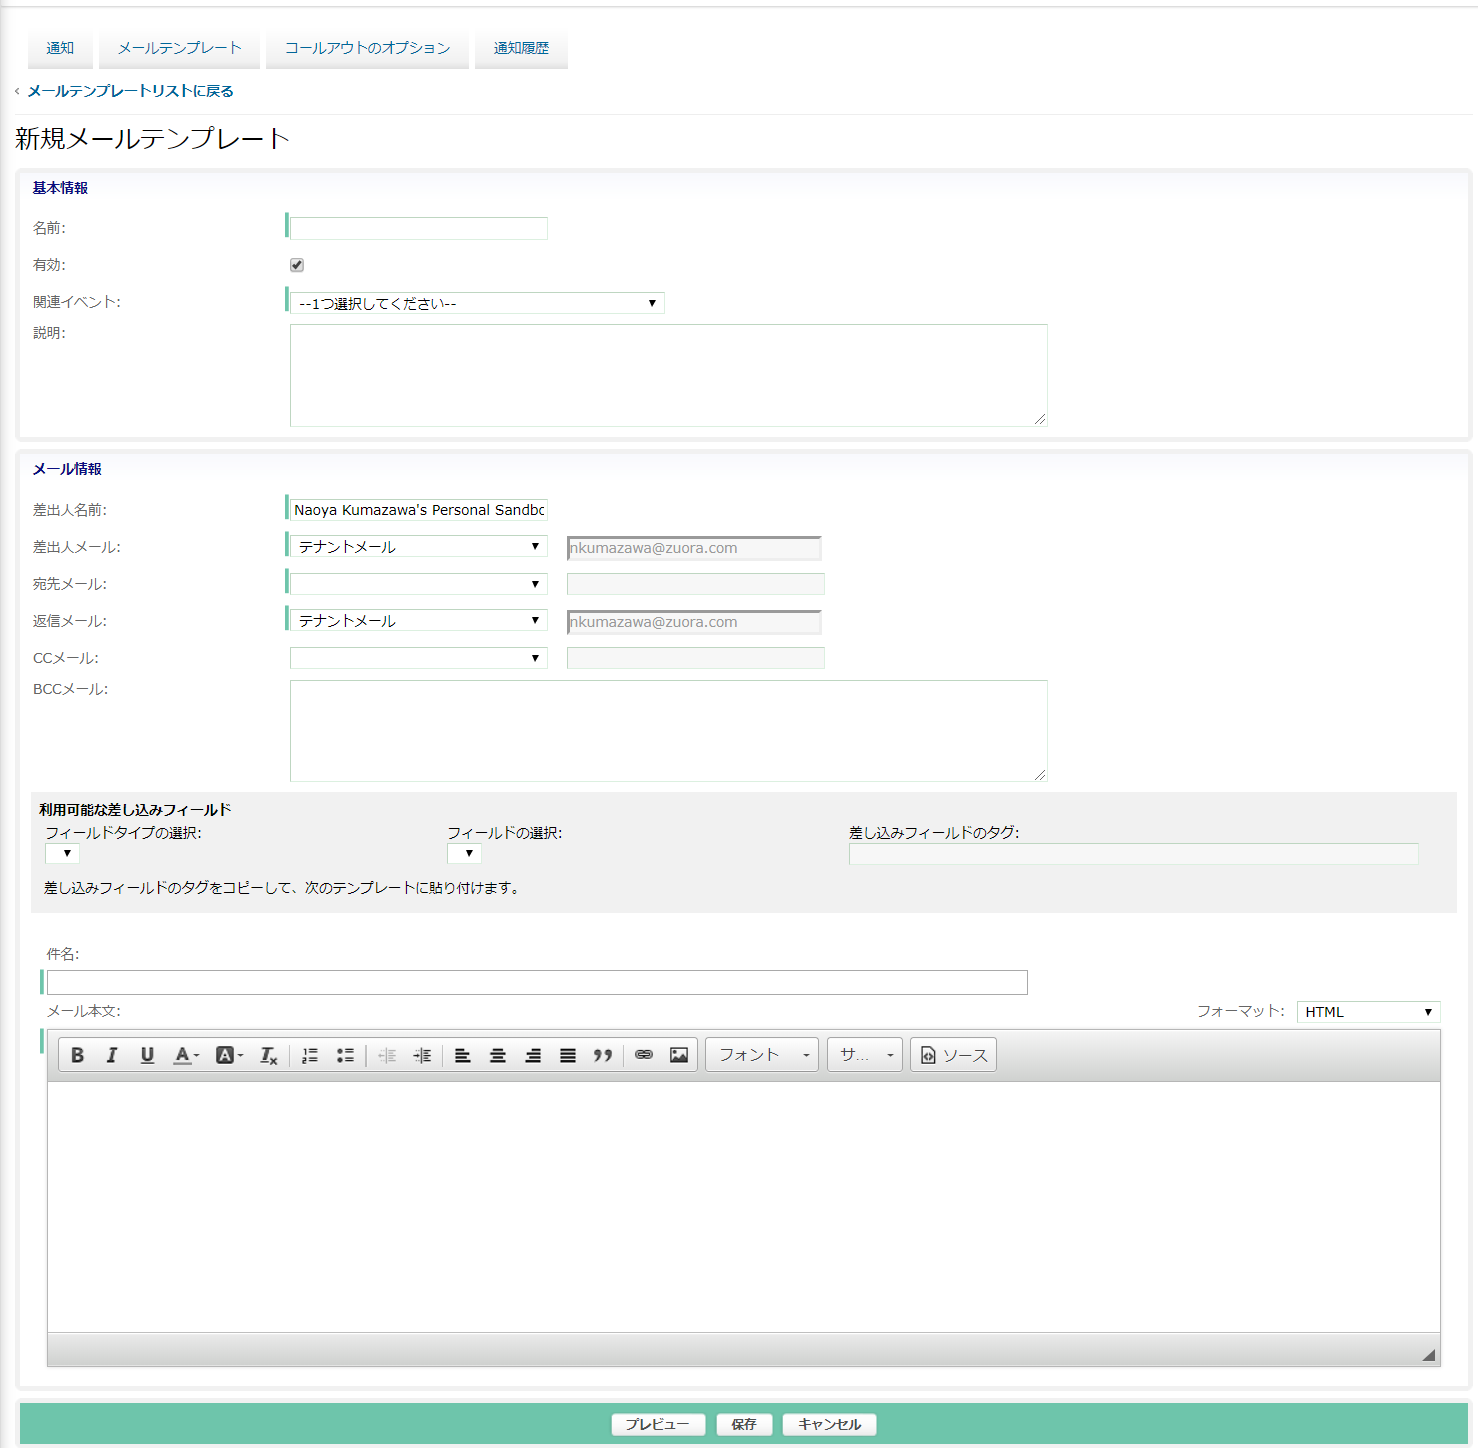 通知 メールテンプレート コールアウトのオプション 通知履歴
‹ メールテンプレートリストに戻る
新規メールテンプレート
基本情報
名前:
有効:
関連イベント: --1つ選択してください--
説明:
メール情報
差出人名前: Naoya Kumazawa's Personal Sandbo
差出人メール: テナントメール nkumazawa@zuora.com
宛先メール:
返信メール: テナントメール nkumazawa@zuora.com
CCメール:
BCCメール:
利用可能な差し込みフィールド
フィールドタイプの選択: フィールドの選択: 差し込みフィールドのタグ:
差し込みフィールドのタグをコピーして、次のテンプレートに貼り付けます。
件名:
メール本文: フォーマット: HTML
フォント サ... ソース
プレビュー 保存 キャンセル